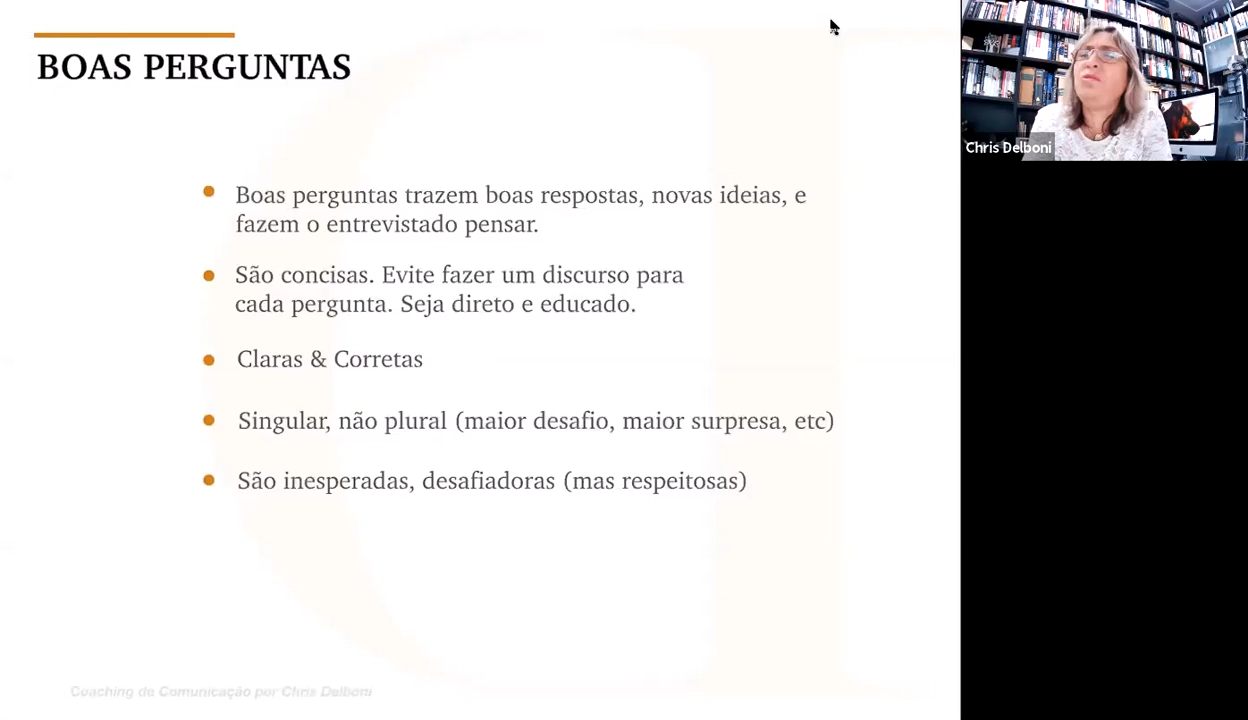 BOAS PERGUNTAS
Chris Delboni
Boas perguntas trazem boas respostas, novas ideias, e
fazem o entrevistado pensar.
São concisas. Evite fazer um discurso para
cada pergunta. Seja direto e educado.
Claras & Corretas
Singular, não plural (maior desafio, maior surpresa, etc)
São inesperadas, desafiadoras (mas respeitosas)
Coaching de Comunicação por Chris Delboni